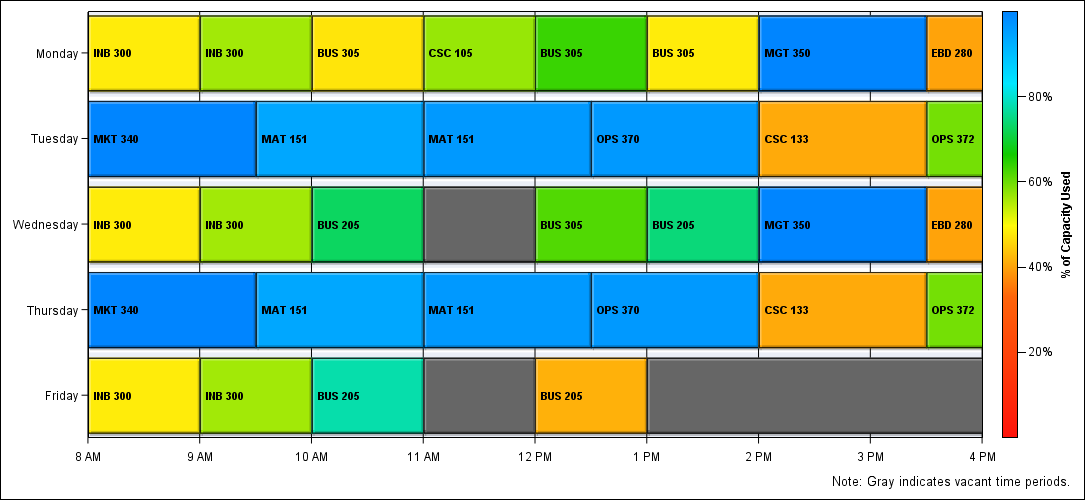 Monday INB 300 INB 300 BUS 305 CSC 105 BUS 305 BUS 305 MGT 350 EBD 280
80%
Tuesday MKT 340 MAT 151 MAT 151 OPS 370 CSC 133 OPS 372
60%
Wednesday INB 300 INB 300 BUS 205 BUS 305 BUS 205 MGT 350 EBD 280
% of Capacity Used
40%
Thursday MKT 340 MAT 151 MAT 151 OPS 370 CSC 133 OPS 372
20%
Friday INB 300 INB 300 BUS 205 BUS 205
8 AM 9 AM 10 AM 11 AM 12 PM 1 PM 2 PM 3 PM 4 PM
Note: Gray indicates vacant time periods.